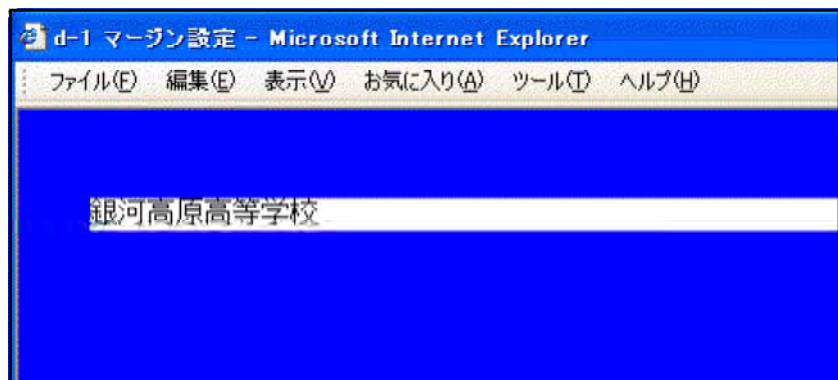 d-1 マージン設定 - Microsoft Internet Explorer
ファイル(F) 編集(E) 表示(V) お気に入り(A) ツール(T) ヘルプ(H)
銀河高原高等学校